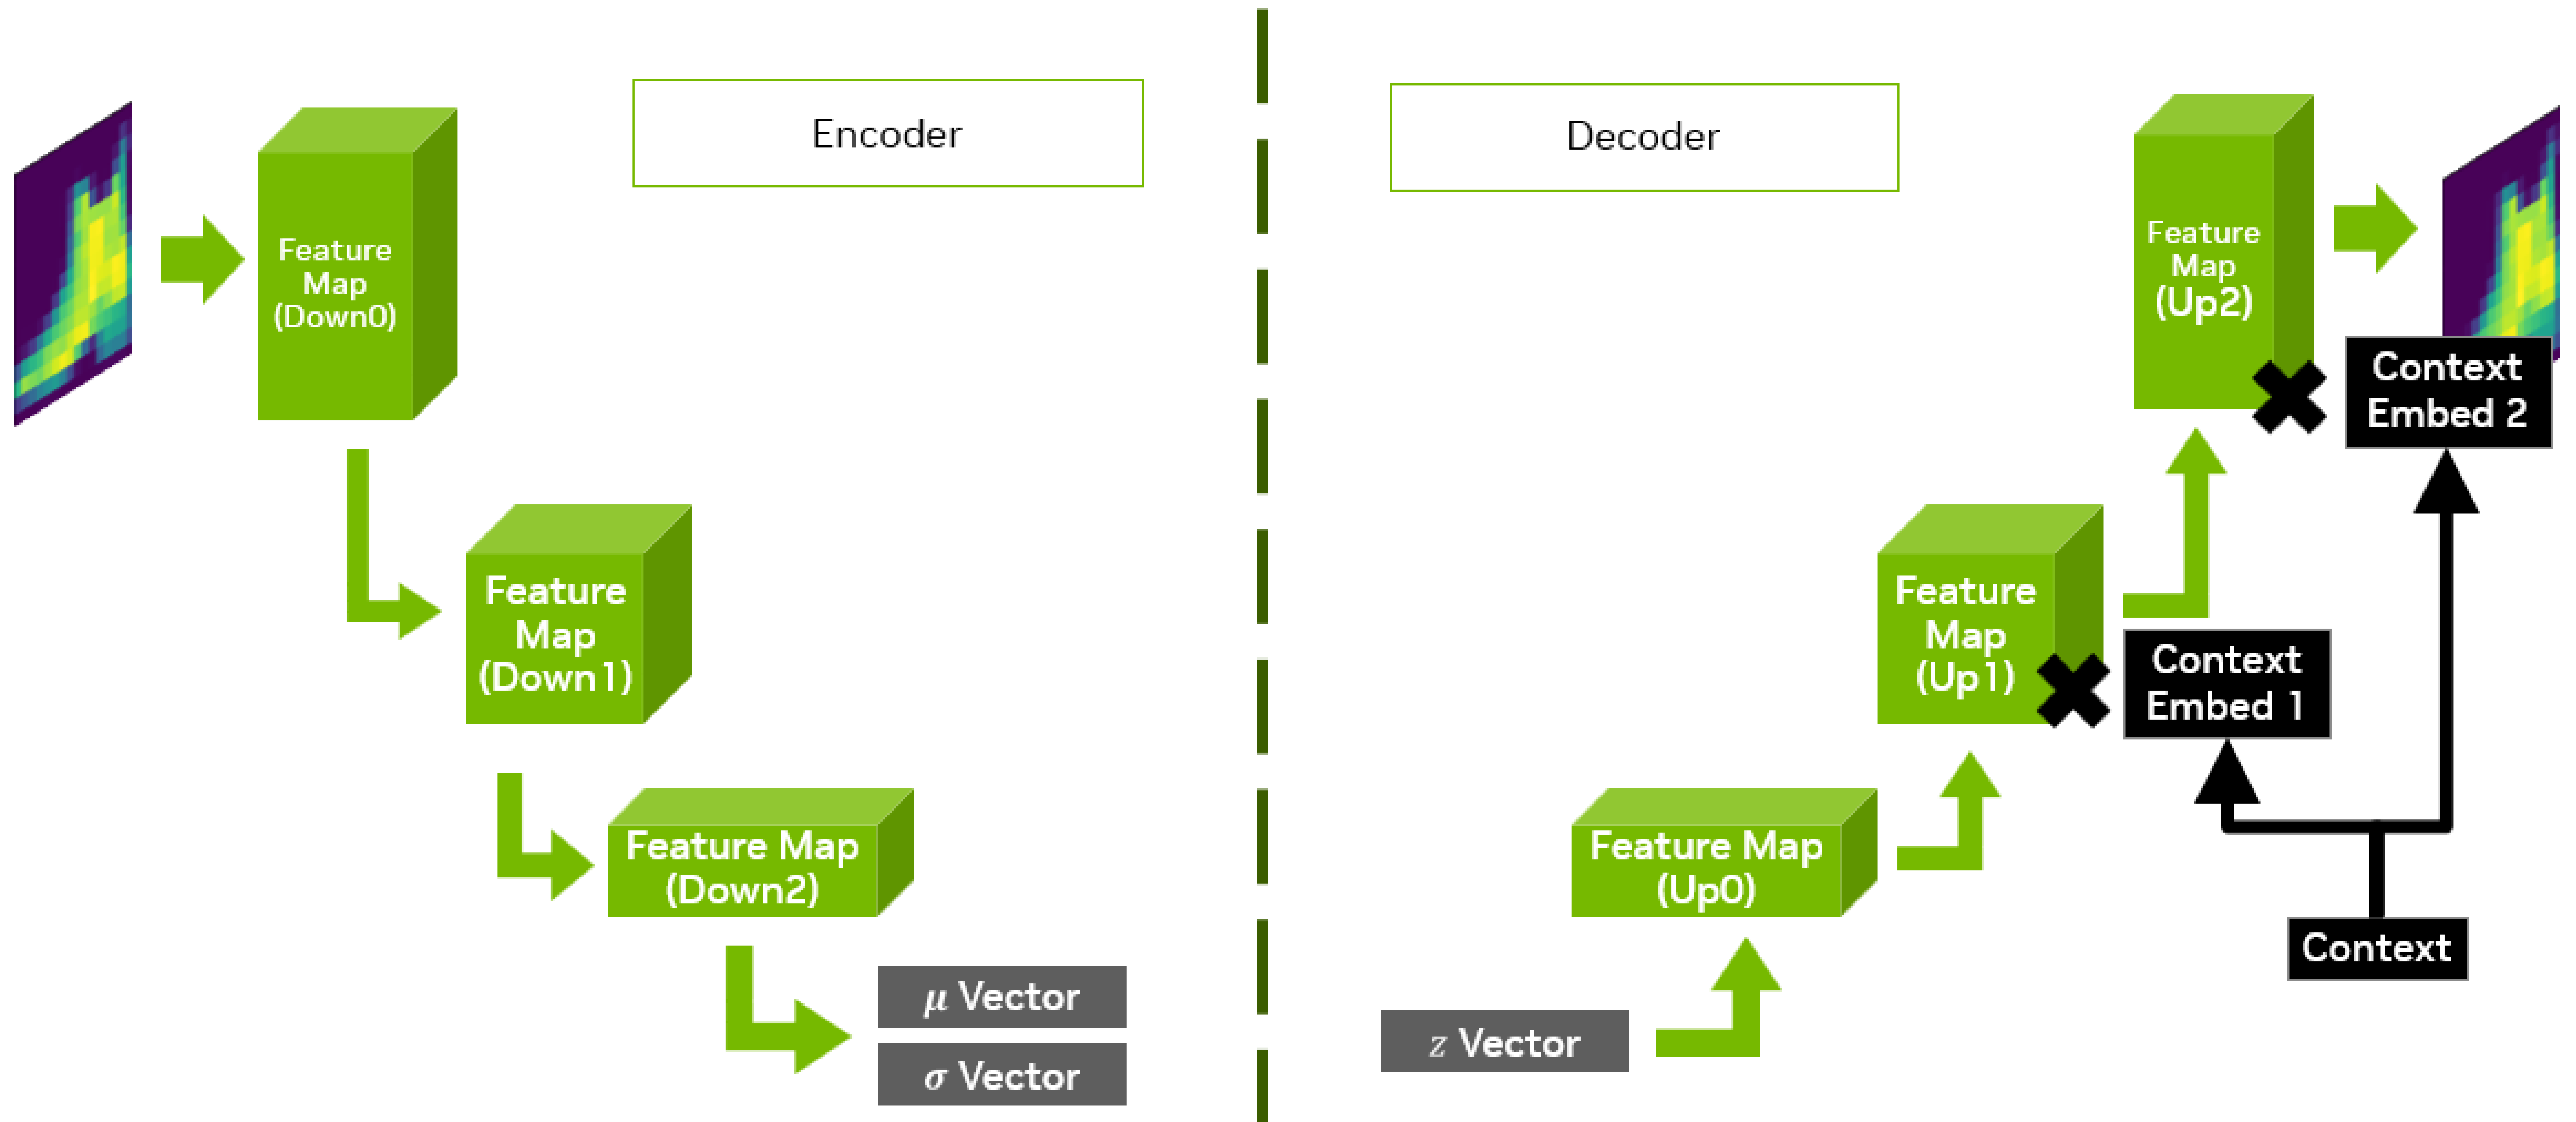 Encoder
Feature
Map
(Down0)
Feature
Map
(Down1)
Feature Map
(Down2)
μ Vector
σ Vector
Decoder
Feature
Map
(Up2)
Context
Embed 2
Feature
Map
(Up1)
Context
Embed 1
Feature Map
(Up0)
Context
z Vector